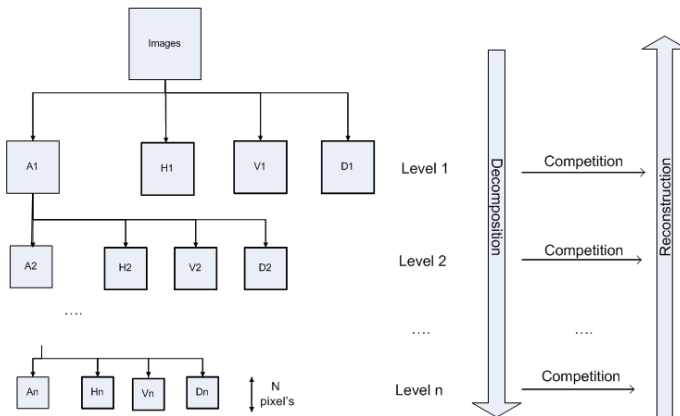 Images
A1
H1
V1
D1
Level 1
Competition
Decomposition
Reconstruction
A2
H2
V2
D2
Level 2
Competition
....
....
....
An
Hn
Vn
Dn
N
pixel's
Level n
Competition